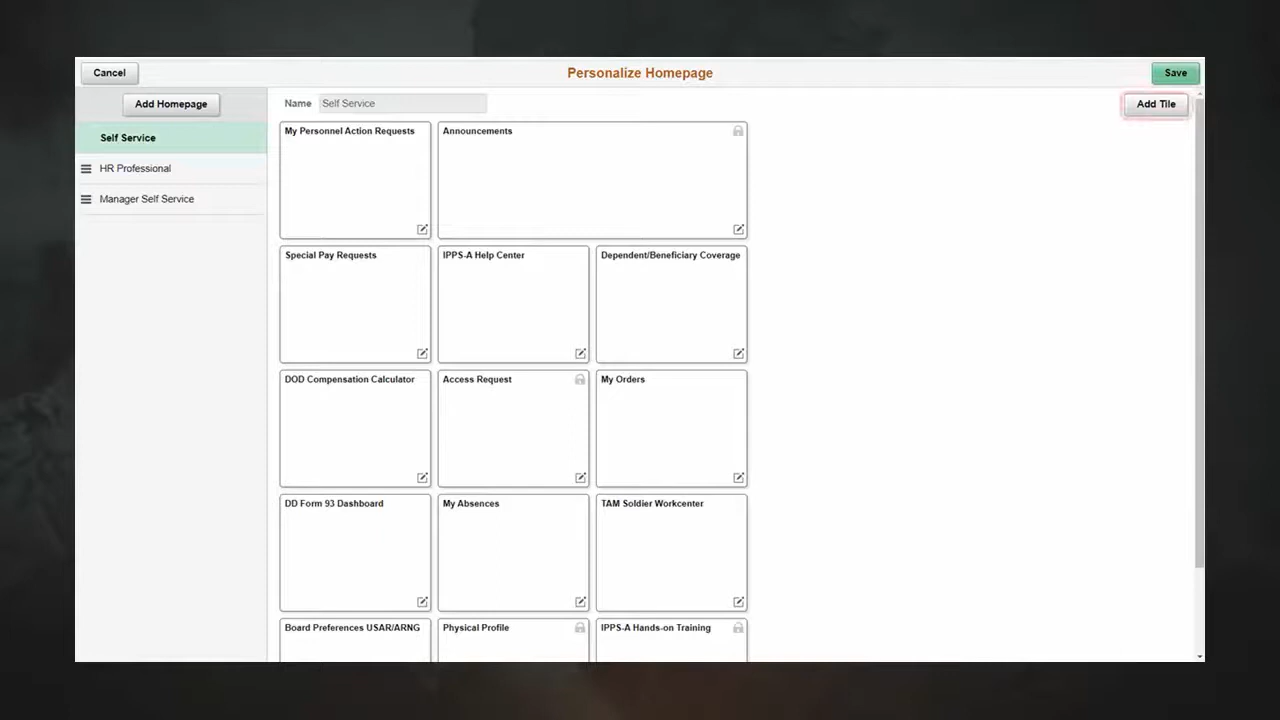 Cancel
Personalize Homepage
Save
Add Homepage
Name
Self Service
Add Tile
Self Service
HR Professional
Manager Self Service
My Personnel Action Requests
Announcements
Special Pay Requests
IPPS-A Help Center
Dependent/Beneficiary Coverage
DOD Compensation Calculator
Access Request
My Orders
DD Form 93 Dashboard
My Absences
TAM Soldier Workcenter
Board Preferences USAR/ARNG
Physical Profile
IPPS-A Hands-on Training